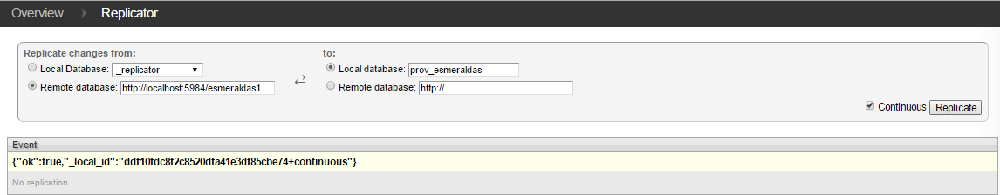 Overview Replicator
Replicate changes from: to:
Local Database: _replicator Local database: prov_esmeraldas
Remote database: http://localhost:5984/esmeraldas1 Remote database: http://
Continuous Replicate
Event
{"ok":true,"_local_id":"ddf10fdc8f2c8520dfa41e3df85cbe74+continuous"}
No replication